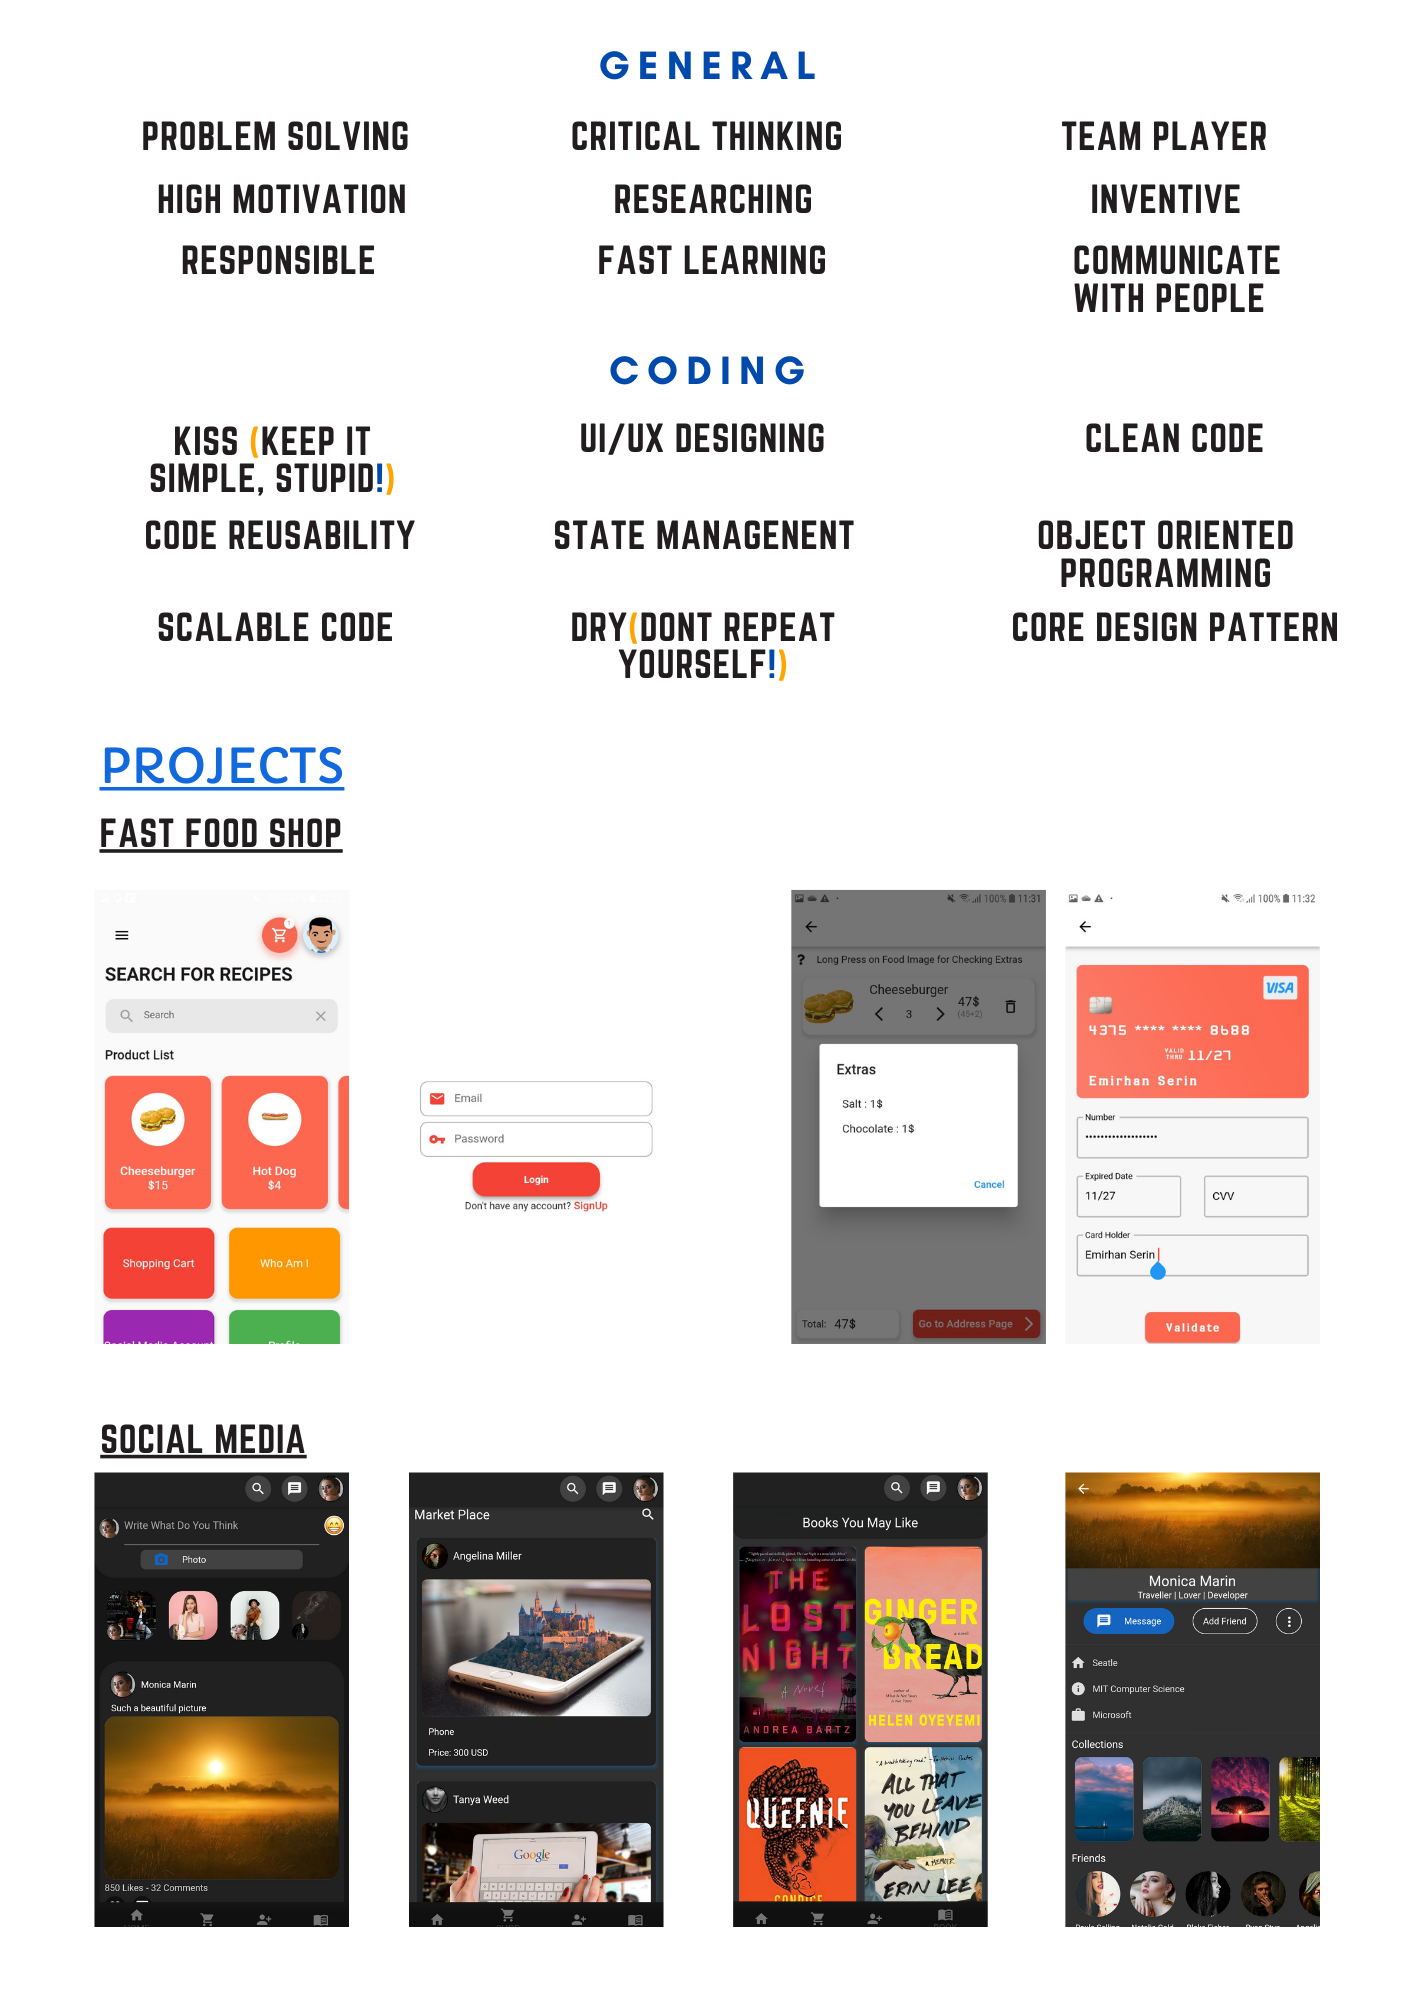 GENERAL
PROBLEM SOLVING
CRITICAL THINKING
TEAM PLAYER
HIGH MOTIVATION
RESEARCHING
INVENTIVE
RESPONSIBLE
FAST LEARNING
COMMUNICATE
WITH PEOPLE
CODING
KISS (KEEP IT
SIMPLE, STUPID!)
UI/UX DESIGNING
CLEAN CODE
CODE REUSABILITY
STATE MANAGENENT
OBJECT ORIENTED
PROGRAMMING
SCALABLE CODE
DRY(DONT REPEAT
YOURSELF!)
CORE DESIGN PATTERN
PROJECTS
FAST FOOD SHOP
1
SEARCH FOR RECIPES
Search
Product List
Cheeseburger
$15
Hot Dog
$4
Shopping Cart
Who Am I
Social Media Account
Profile
Email
Password
Login
Don't have any account? SignUp
100% 11:31
? Long Press on Food Image for Checking Extras
Cheeseburger
3
47$
(45+2)
Extras
Salt : 1$
Chocolate : 1$
Cancel
Total: 47$
Go to Address Page
100% 11:32
VISA
4375 **** **** 8688
VALID
THRU 11/27
Emirhan Serin
Number
•••••••••••••••••••
Expired Date
11/27
CVV
Card Holder
Emirhan Serin
Validate
SOCIAL MEDIA
Write What Do You Think
Photo
Monica Marin
Such a beautiful picture
850 Likes - 32 Comments
HOME
Market Place
Angelina Miller
Phone
Price: 300 USD
Tanya Weed
Google
Books You May Like
THE
LOST
NIGHT
A Novel
ANDREA BARTZ
GINGER
a novel
BREAD
HELEN OYEYEMI
QUEENIE
CANDICE
ALL THAT
YOU LEAVE
BEHIND
A MEMOIR
ERIN LEE
Monica Marin
Traveller | Lover | Developer
Message
Add Friend
Seatle
MIT Computer Science
Microsoft
Collections
Friends